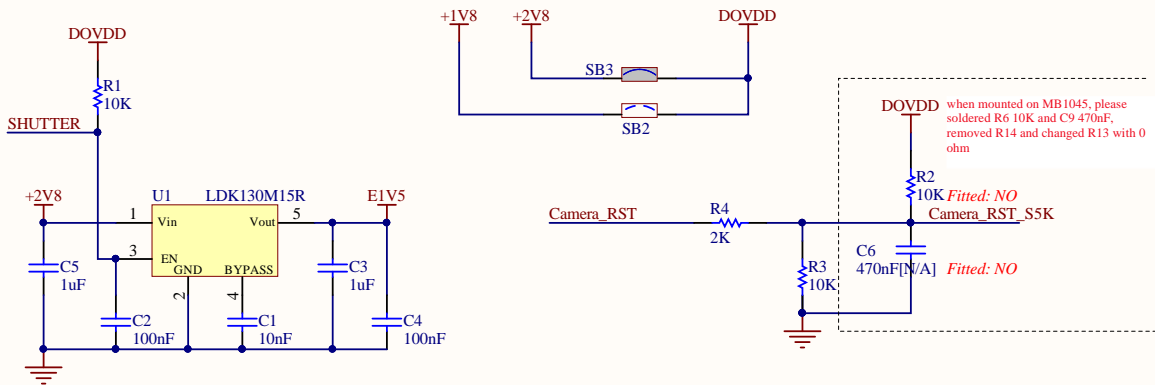 +1V8
+2V8
DOVDD
DOVDD
R1
10K
SHUTTER
SB3
SB2
DOVDD
when mounted on MB1045, please
soldered R6 10K and C9 470nF,
removed R14 and changed R13 with 0
ohm
R2
10K
Fitted: NO
+2V8
U1
LDK130M15R
E1V5
1
Vin
Vout
5
3
EN
GND
BYPASS
2
4
C5
1uF
C3
1uF
C2
100nF
C1
10nF
C4
100nF
Camera_RST
R4
2K
Camera_RST_S5K
R3
10K
C6
470nF[N/A]
Fitted: NO